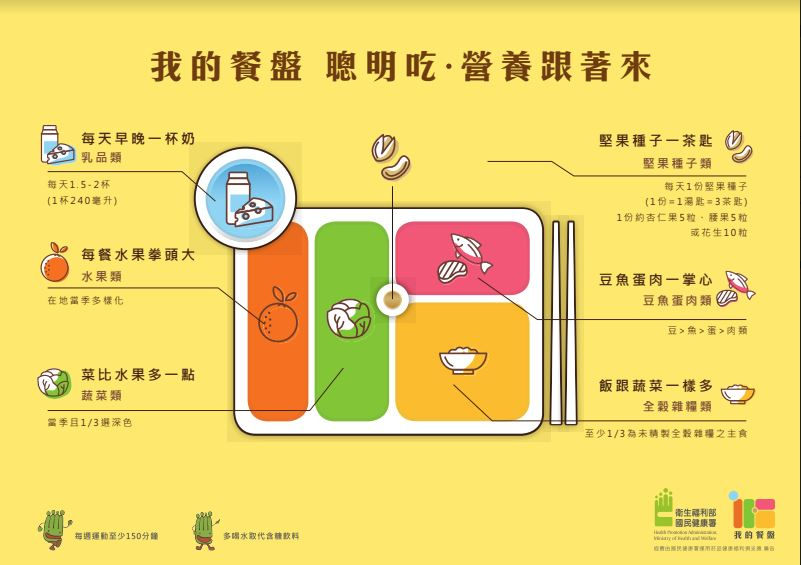 我的餐盤 聰明吃·營養跟著來
每天早晚一杯奶
乳品類
每天1.5-2杯
(1杯240毫升)
每餐水果拳頭大
水果類
在地當季多樣化
菜比水果多一點
蔬菜類
當季且1/3選深色
堅果種子一茶匙
堅果種子類
每天1份堅果種子
(1份=1湯匙=3茶匙)
1份約杏仁果5粒、腰果5粒
或花生10粒
豆魚蛋肉一掌心
豆魚蛋肉類
豆>魚>蛋>肉類
飯跟蔬菜一樣多
全穀雜糧類
至少1/3為未精製全穀雜糧之主食
每週運動至少150分鐘
多喝水取代含糖飲料
衛生福利部
國民健康署
Health Promotion Administration,
Ministry of Health and Welfare
我的餐盤